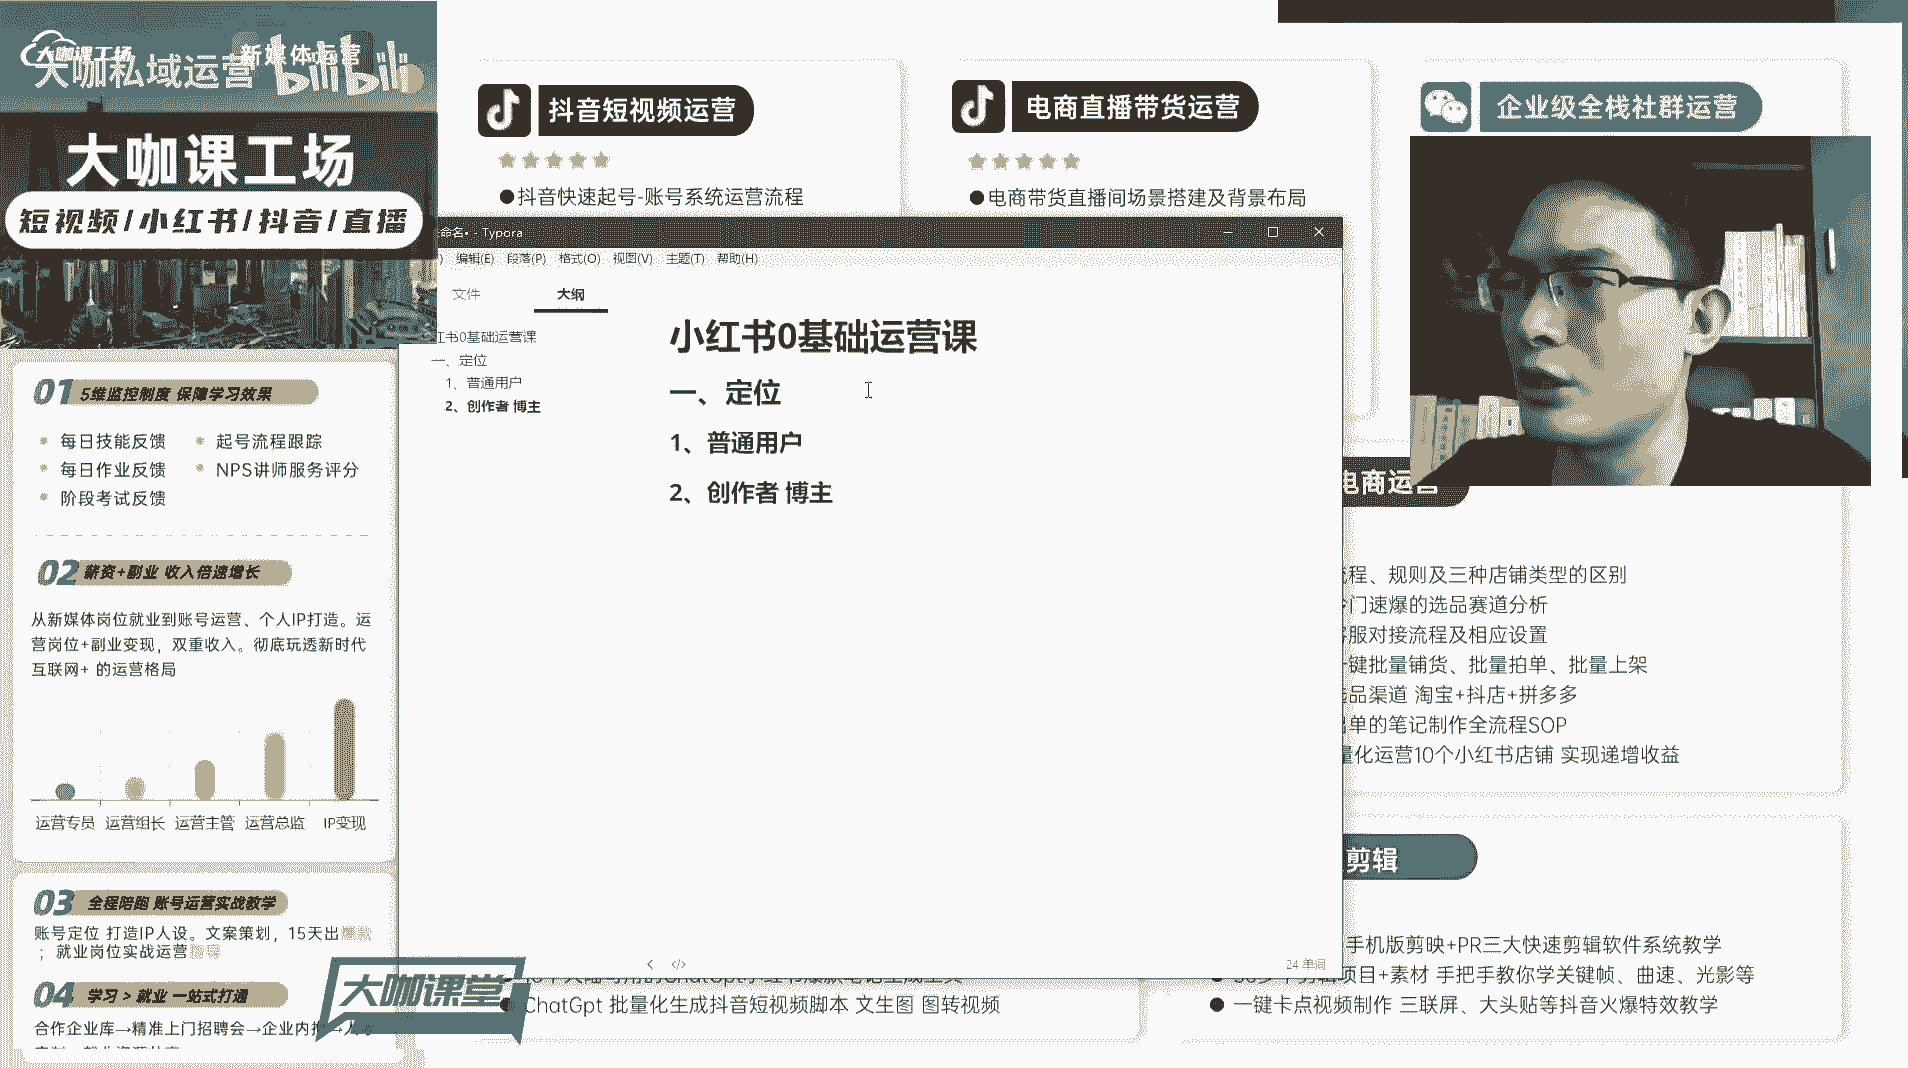 大咖课工场
新媒体运营
大咖私域运营
bilibili
大咖课工场
短视频/小红书/抖音/直播
01 5维监控制度 保障学习效果
每日技能反馈
起号流程跟踪
每日作业反馈
NPS讲师服务评分
阶段考试反馈
02 薪资+副业 收入倍速增长
从新媒体岗位就业到账号运营、个人IP打造。运
营岗位+副业变现，双重收入。彻底玩透新时代
互联网+ 的运营格局
运营专员 运营组长 运营主管 运营总监 IP变现
03 全程陪跑 账号运营实战教学
账号定位 打造IP人设。文案策划，15天出爆款
；就业岗位实战运营指导
04 学习 > 就业 一站式打通
合作企业库→精准上门招聘会→企业内推
大咖课堂
抖音短视频运营
●抖音快速起号-账号系统运营流程
电商直播带货运营
●电商带货直播间场景搭建及背景布局
企业级全栈社群运营
命名• - Typora
编辑(E) 段落(P) 格式(O) 视图(V) 主题(T) 帮助(H)
文件 大纲
红书0基础运营课
一、定位
1、普通用户
2、创作者 博主
小红书0基础运营课
一、定位
1、普通用户
2、创作者 博主
24 单词
电商运营
流程、规则及三种店铺类型的区别
冷门速爆的选品赛道分析
客服对接流程及相应设置
一键批量铺货、批量拍单、批量上架
选品渠道 淘宝+抖店+拼多多
出单的笔记制作全流程SOP
量化运营10个小红书店铺 实现递增收益
● ChatGpt 批量化生成抖音短视频脚本 文生图 图转视频
剪辑
手机版剪映+PR三大快速剪辑软件系统教学
项目+素材 手把手教你学关键帧、曲速、光影等
● 一键卡点视频制作 三联屏、大头贴等抖音火爆特效教学